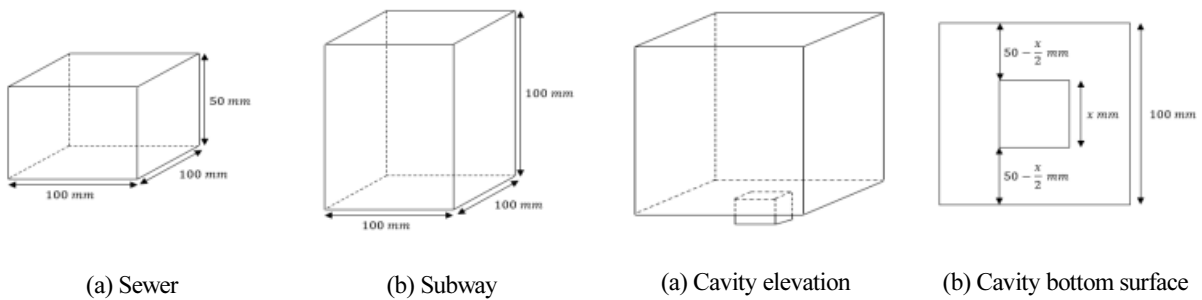 50 mm
100 mm
100 mm
(a) Sewer
100 mm
100 mm
100 mm
(b) Subway
(a) Cavity elevation
50 − x/2 mm
x mm
100 mm
50 − x/2 mm
(b) Cavity bottom surface